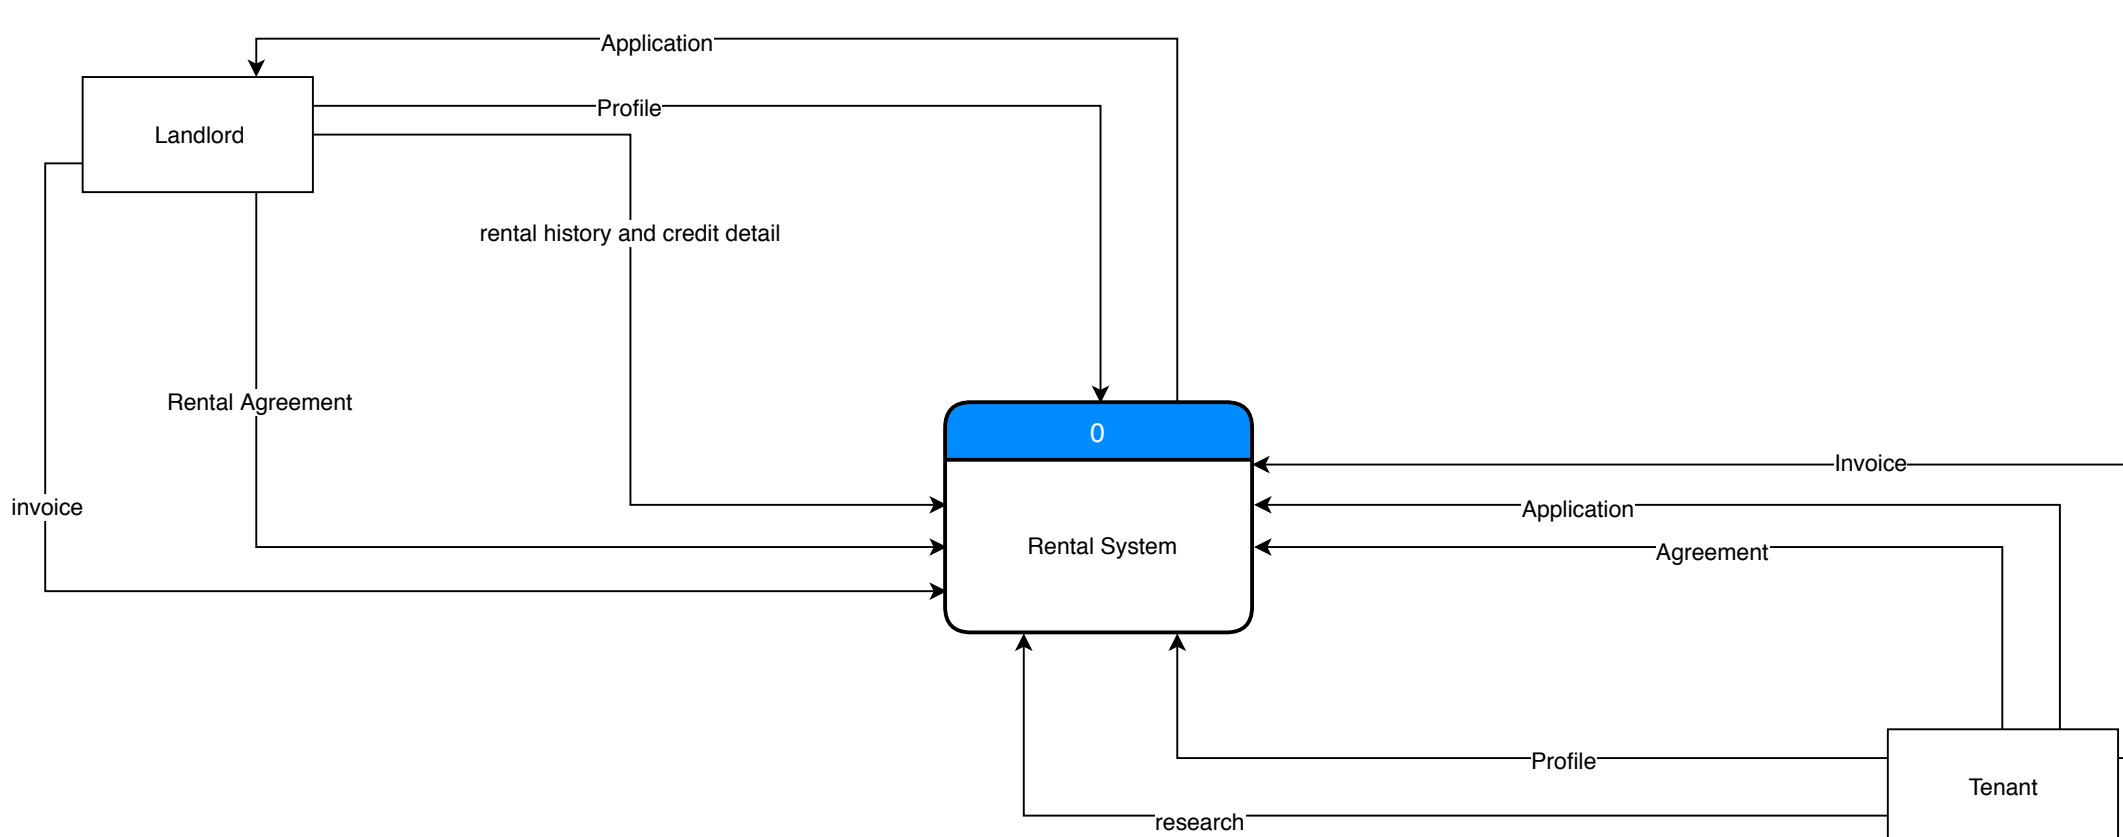 Application
Profile
Landlord
rental history and credit detail
Rental Agreement
0
Invoice
invoice
Application
Rental System
Agreement
Profile
Tenant
research